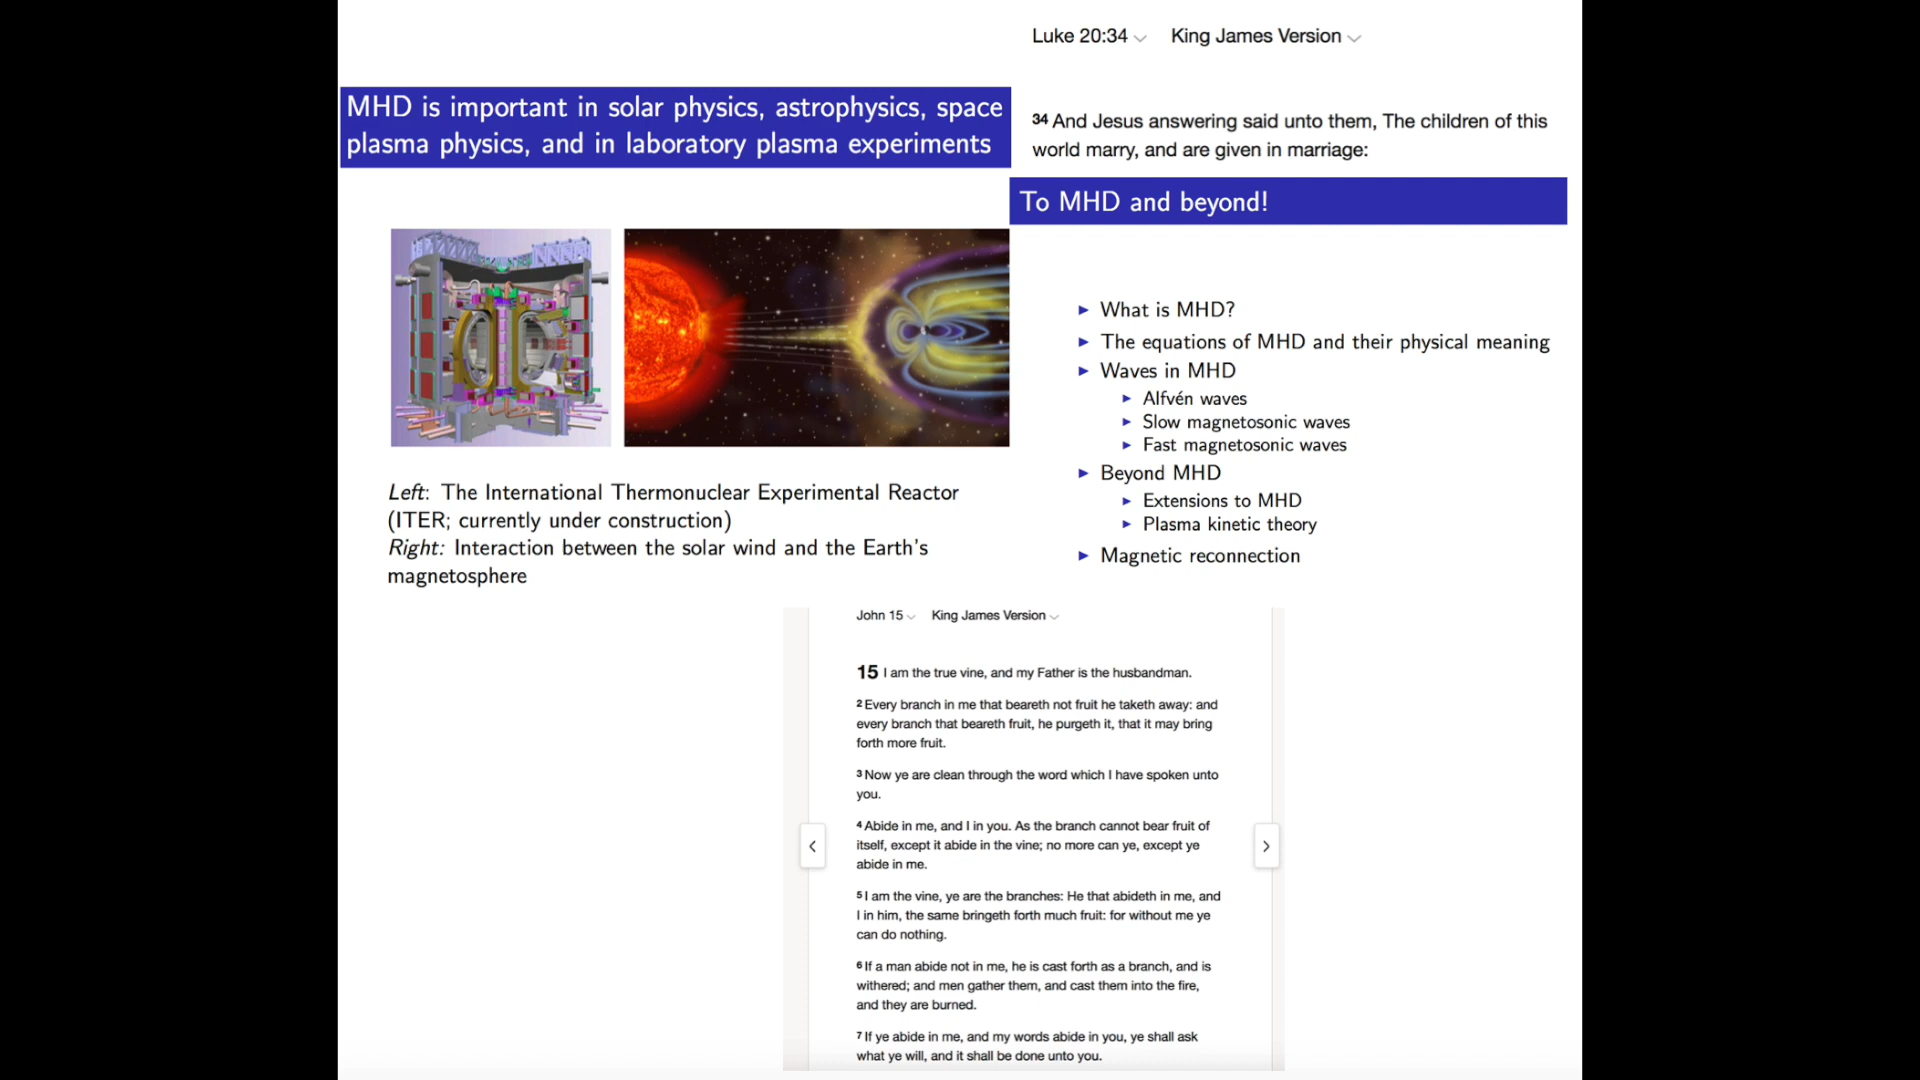 MHD is important in solar physics, astrophysics, space
plasma physics, and in laboratory plasma experiments
Left: The International Thermonuclear Experimental Reactor
(ITER; currently under construction)
Right: Interaction between the solar wind and the Earth's
magnetosphere
Luke 20:34 King James Version
34 And Jesus answering said unto them, The children of this
world marry, and are given in marriage:
To MHD and beyond!
What is MHD?
The equations of MHD and their physical meaning
Waves in MHD
Alfvén waves
Slow magnetosonic waves
Fast magnetosonic waves
Beyond MHD
Extensions to MHD
Plasma kinetic theory
Magnetic reconnection
John 15 King James Version
15 I am the true vine, and my Father is the husbandman.
2 Every branch in me that beareth not fruit he taketh away: and
every branch that beareth fruit, he purgeth it, that it may bring
forth more fruit.
3 Now ye are clean through the word which I have spoken unto
you.
4 Abide in me, and I in you. As the branch cannot bear fruit of
itself, except it abide in the vine; no more can ye, except ye
abide in me.
5 I am the vine, ye are the branches: He that abideth in me, and
I in him, the same bringeth forth much fruit: for without me ye
can do nothing.
6 If a man abide not in me, he is cast forth as a branch, and is
withered; and men gather them, and cast them into the fire,
and they are burned.
7 If ye abide in me, and my words abide in you, ye shall ask
what ye will, and it shall be done unto you.